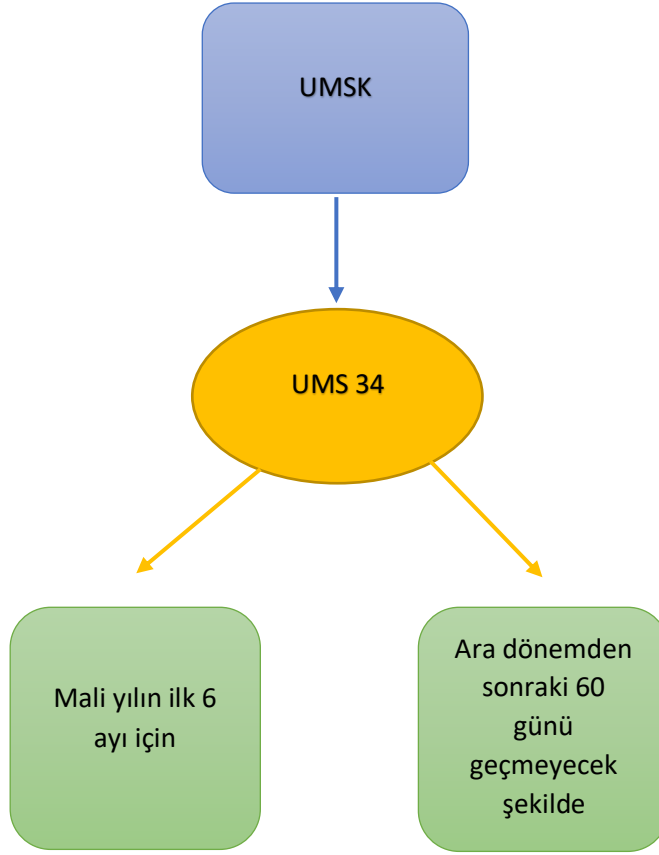 UMSK
UMS 34
Mali yılın ilk 6
ayı için
Ara dönemden
sonraki 60
günü
geçmeyecek
şekilde